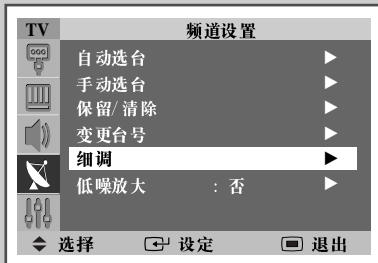 TV 频道设置
自动选台
手动选台
保留/清除
变更台号
细调
低噪放大 : 否
选择 设定 退出